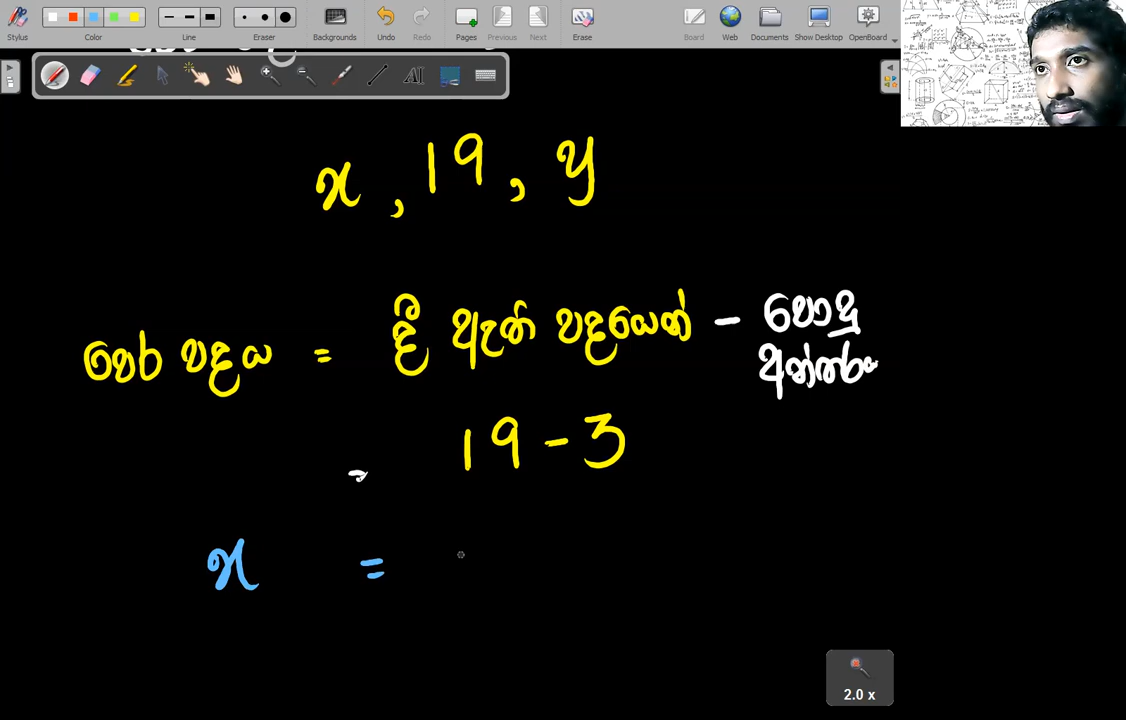 Stylus Color Line Eraser Backgrounds Undo Redo Pages Previous Next Erase Board Web Documents Show Desktop OpenBoard
x , 19 , y
පෙර පදය = දී ඇති පදයෙන් - පොදු
අන්තරය
19 - 3
x =
2.0 x